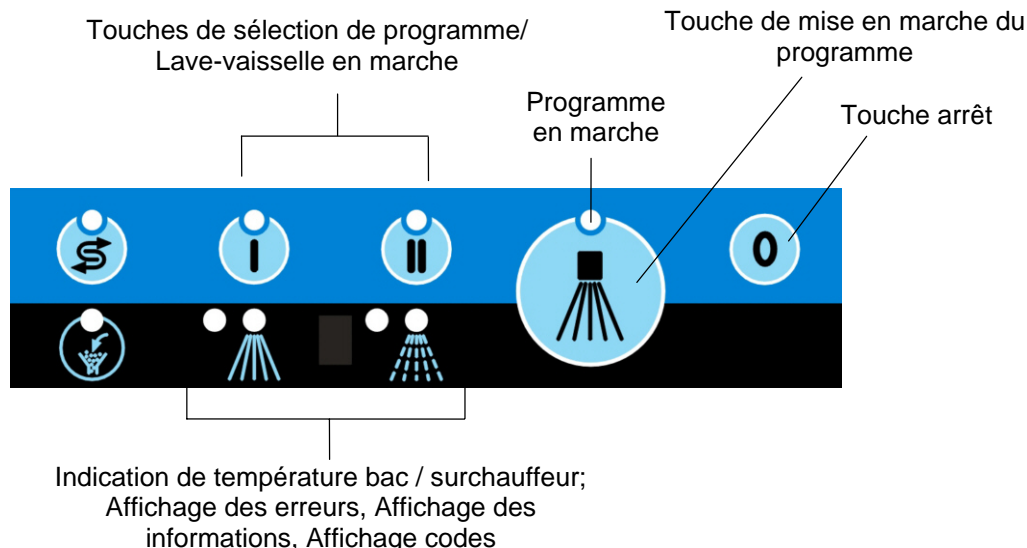 Touches de sélection de programme/
Lave-vaisselle en marche
Touche de mise en marche du
programme
Programme
en marche
Touche arrêt
I
II
0
Indication de température bac / surchauffeur;
Affichage des erreurs, Affichage des
informations, Affichage codes